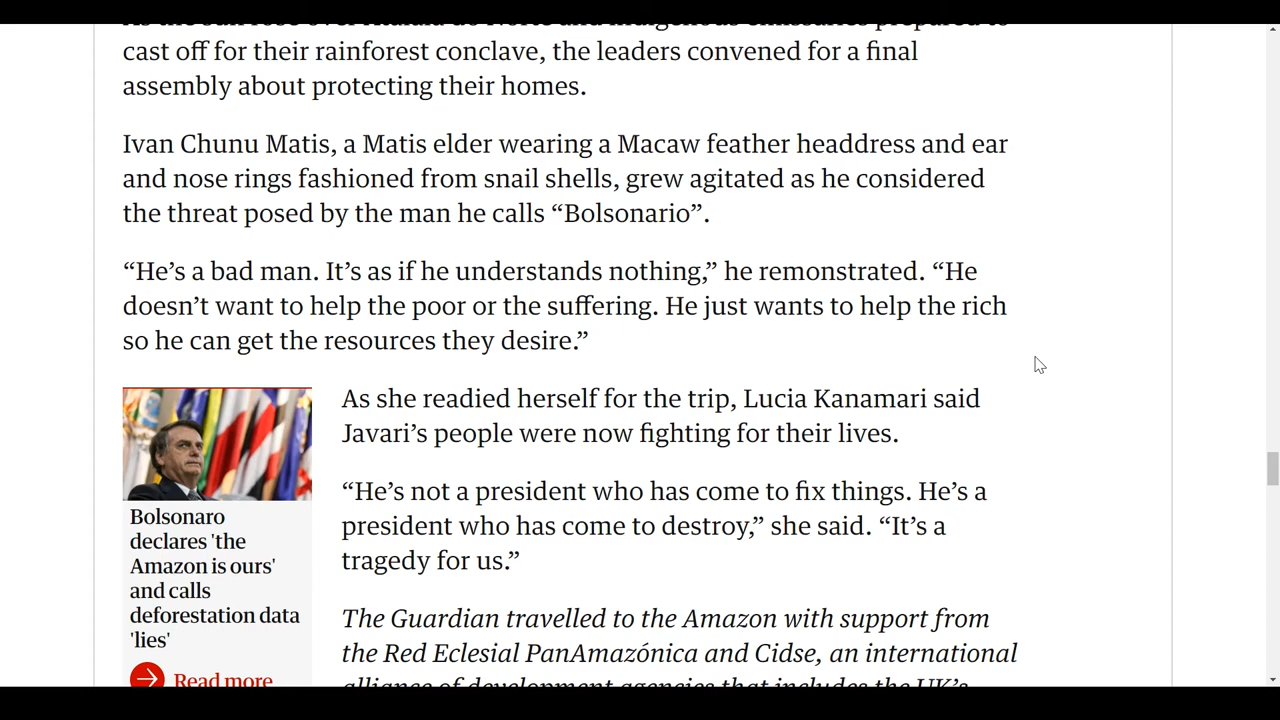 cast off for their rainforest conclave, the leaders convened for a final
assembly about protecting their homes.
Ivan Chunu Matis, a Matis elder wearing a Macaw feather headdress and ear
and nose rings fashioned from snail shells, grew agitated as he considered
the threat posed by the man he calls “Bolsonario”.
“He’s a bad man. It’s as if he understands nothing,” he remonstrated. “He
doesn’t want to help the poor or the suffering. He just wants to help the rich
so he can get the resources they desire.”
As she readied herself for the trip, Lucia Kanamari said
Javari’s people were now fighting for their lives.
“He’s not a president who has come to fix things. He’s a
president who has come to destroy,” she said. “It’s a
tragedy for us.”
The Guardian travelled to the Amazon with support from
the Red Eclesial PanAmazónica and Cidse, an international
alliance of development agencies that includes the UK’s
Bolsonaro
declares 'the
Amazon is ours'
and calls
deforestation data
'lies'
Read more